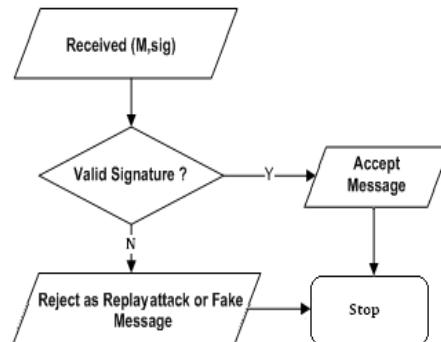 Received (M,sig)
Valid Signature ?
Y
Accept
Message
N
Reject as Replayattack or Fake
Message
Stop